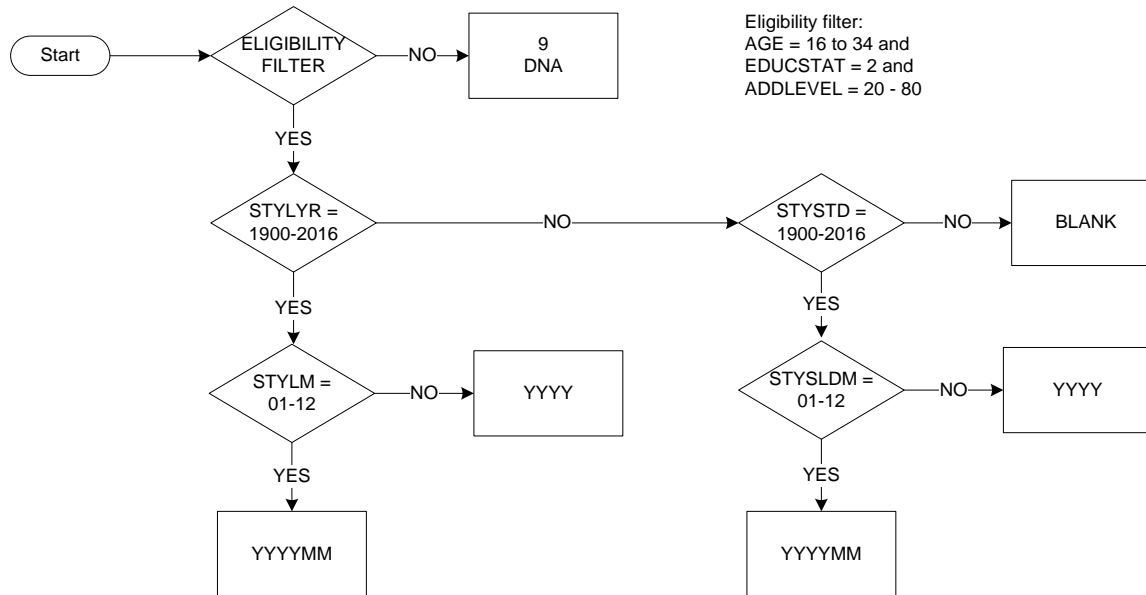 Start
ELIGIBILITY
FILTER
NO
9
DNA
Eligibility filter:
AGE = 16 to 34 and
EDUCSTAT = 2 and
ADDLEVEL = 20 - 80
YES
STYLYR =
1900-2016
NO
STYSTD =
1900-2016
NO
BLANK
YES
YES
STYLM =
01-12
NO
YYYY
STYSLDM =
01-12
NO
YYYY
YES
YES
YYYYMM
YYYYMM